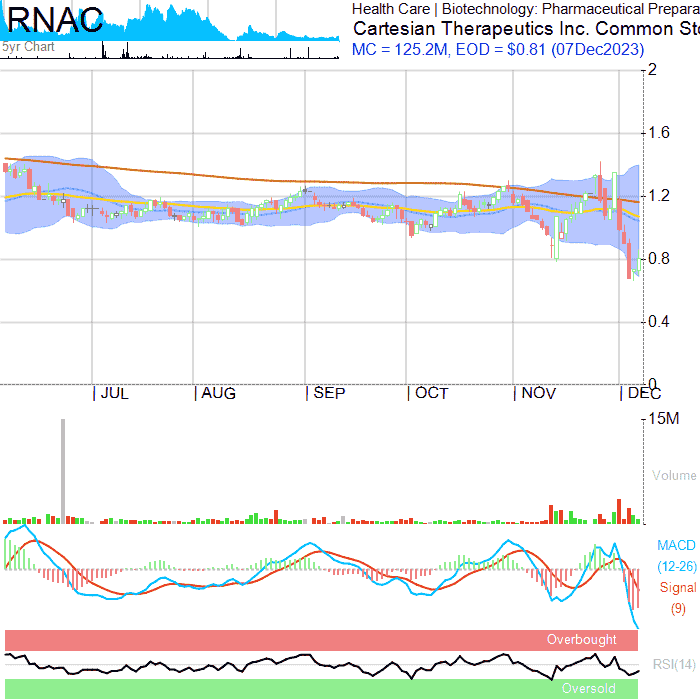 RNAC
5yr Chart
Health Care | Biotechnology: Pharmaceutical Prepara
Cartesian Therapeutics Inc. Common Sto
MC = 125.2M, EOD = $0.81 (07Dec2023)
2
1.6
1.2
0.8
0.4
0
JUL AUG SEP OCT NOV DEC
15M
Volume
MACD
(12-26)
Signal
(9)
Overbought
RSI(14)
Oversold